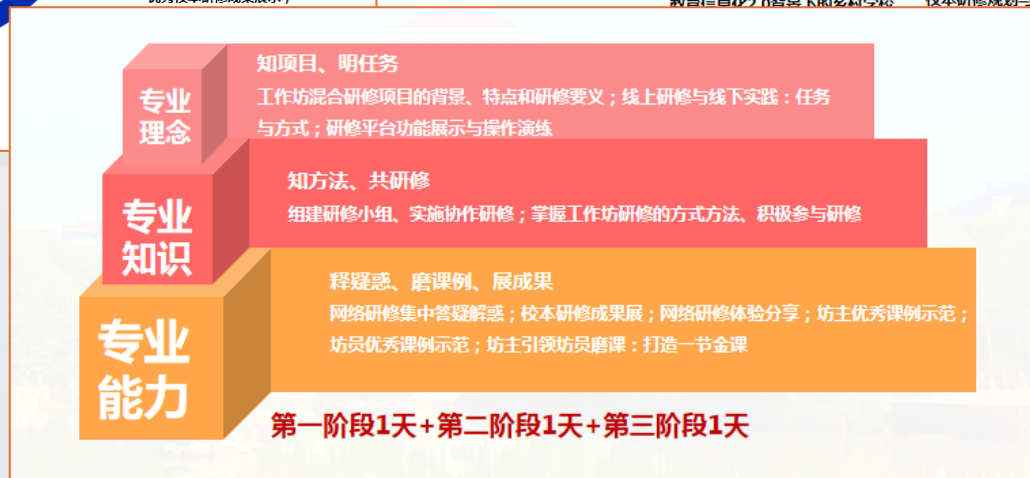 知项目、明任务
专业
理念
工作坊混合研修项目的背景、特点和研修要义；线上研修与线下实践：任务
与方式；研修平台功能展示与操作演练
知方法、共研修
专业
知识
组建研修小组、实施协作研修；掌握工作坊研修的方式方法、积极参与研修
释疑惑、磨课例、展成果
专业
能力
网络研修集中答疑解惑；校本研修成果展；网络研修体验分享；坊主优秀课例示范；
坊员优秀课例示范；坊主引领坊员磨课：打造一节金课
第一阶段1天+第二阶段1天+第三阶段1天